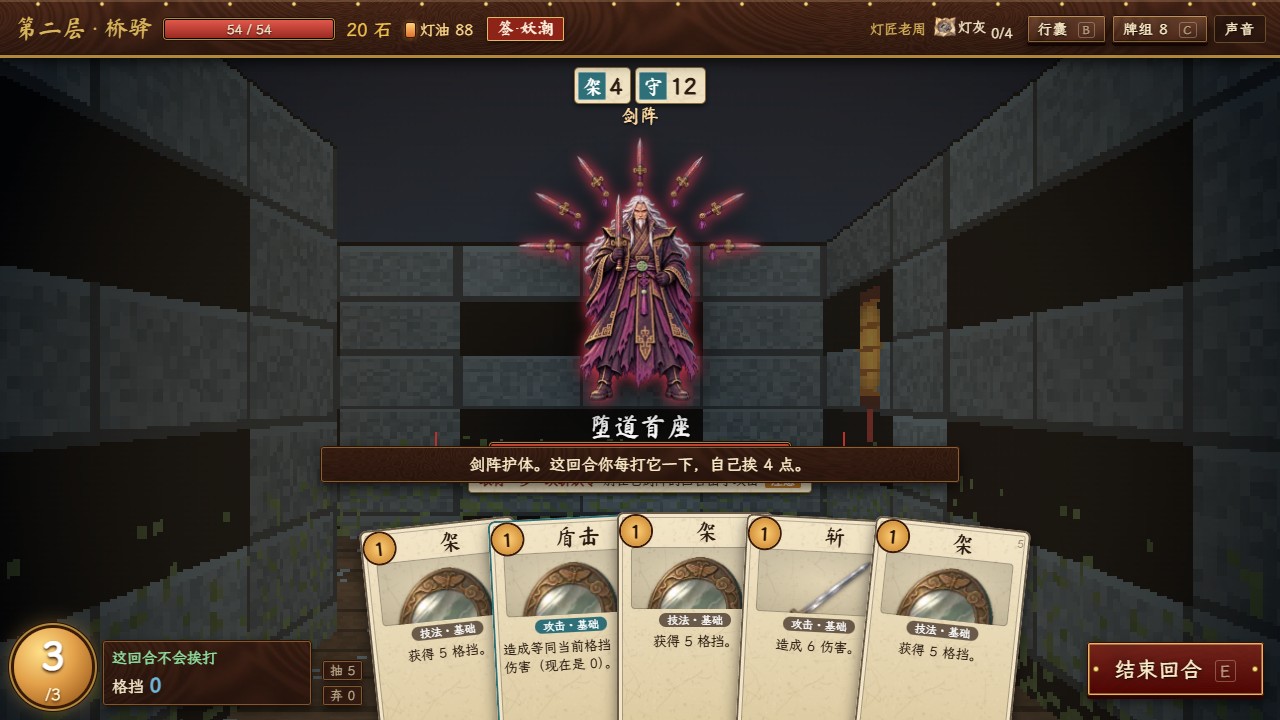 第二层·桥驿
54 / 54
20 石
灯油 88
签·妖潮
灯匠老周
灯灰 0/4
行囊 B
牌组 8 C
声音
架 4
守 12
剑阵
堕道首座
剑阵护体。这回合你每打它一下，自己挨 4 点。
1
架
技法·基础
获得 5 格挡。
1
盾击
攻击·基础
造成等同当前格挡
伤害（现在是 0）。
1
架
技法·基础
获得 5 格挡。
1
斩
攻击·基础
造成 6 伤害。
1
架
5
技法·基础
获得 5 格挡。
3
/3
这回合不会挨打
格挡 0
抽 5
弃 0
结束回合 E